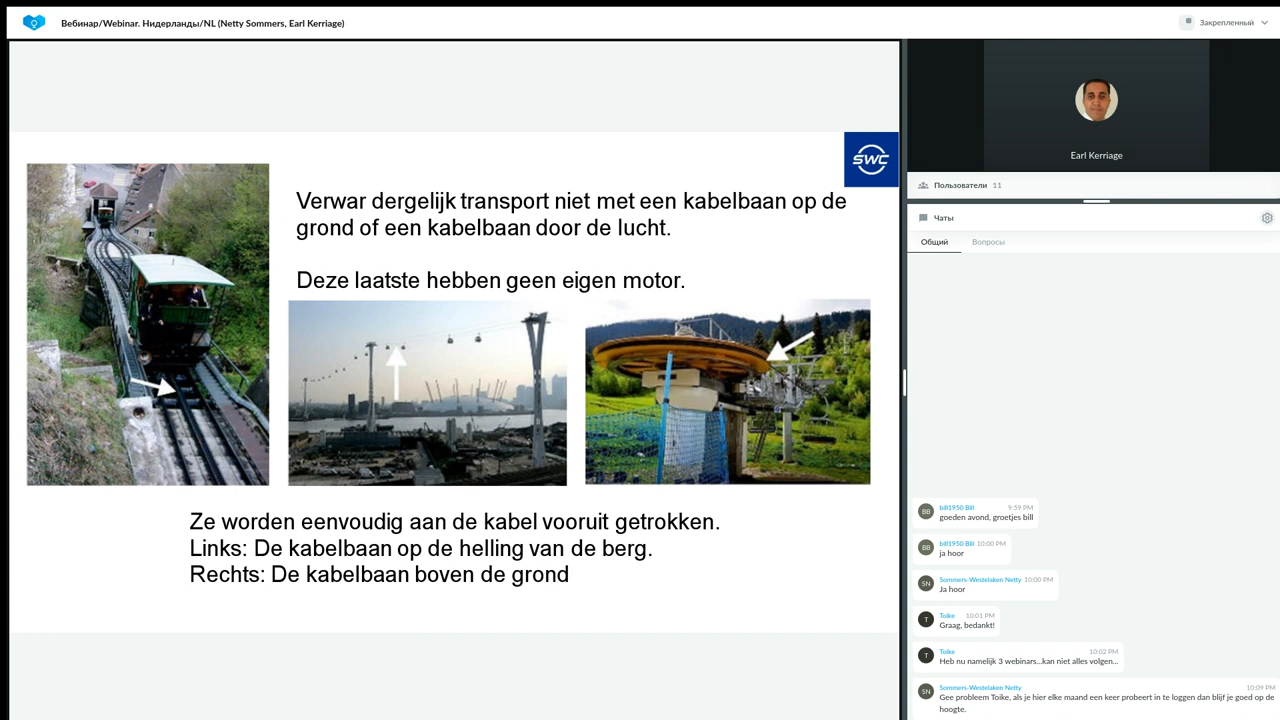 Вебинар/Webinar. Нидерланды/NL (Netty Sommers, Earl Kerriage)
Закрепленный
SWC
Verwar dergelijk transport niet met een kabelbaan op de
grond of een kabelbaan door de lucht.
Deze laatste hebben geen eigen motor.
Ze worden eenvoudig aan de kabel vooruit getrokken.
Links: De kabelbaan op de helling van de berg.
Rechts: De kabelbaan boven de grond
Earl Kerriage
Пользователи 11
Чаты
Общий Вопросы
BB bill1950 Bill 9:59 PM
goeden avond, groetjes bill
BB bill1950 Bill 10:00 PM
ja hoor
SN Sommers-Westelaken Netty 10:00 PM
Ja hoor
T Toike 10:01 PM
Graag, bedankt!
T Toike 10:02 PM
Heb nu namelijk 3 webinars...kan niet alles volgen...
SN Sommers-Westelaken Netty 10:09 PM
Gee probleem Toike, als je hier elke maand een keer probeert in te loggen dan blijf je goed op de
hoogte.